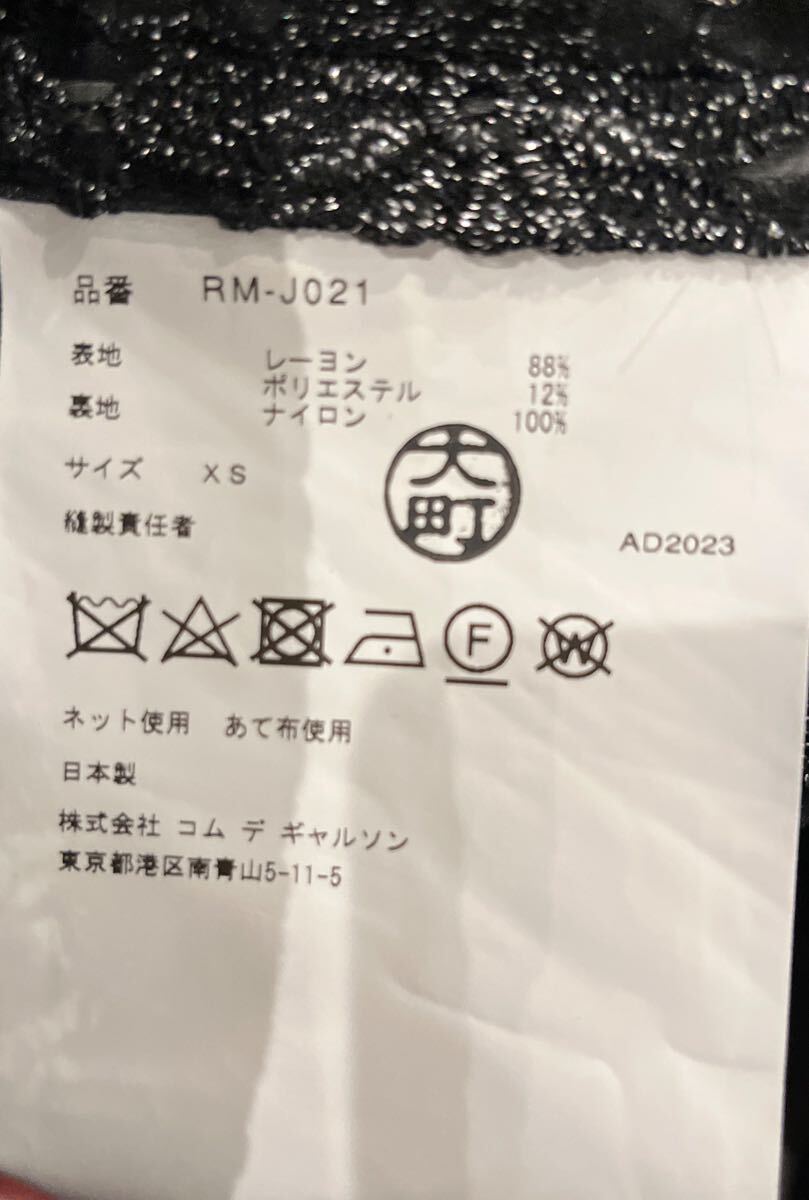 品番 RM-J021
表地 レーヨン 88%
ポリエステル 12%
裏地 ナイロン 100%
サイズ XS
縫製責任者 大町 AD2023
F W
ネット使用 あて布使用
日本製
株式会社 コム デ ギャルソン
東京都港区南青山5-11-5